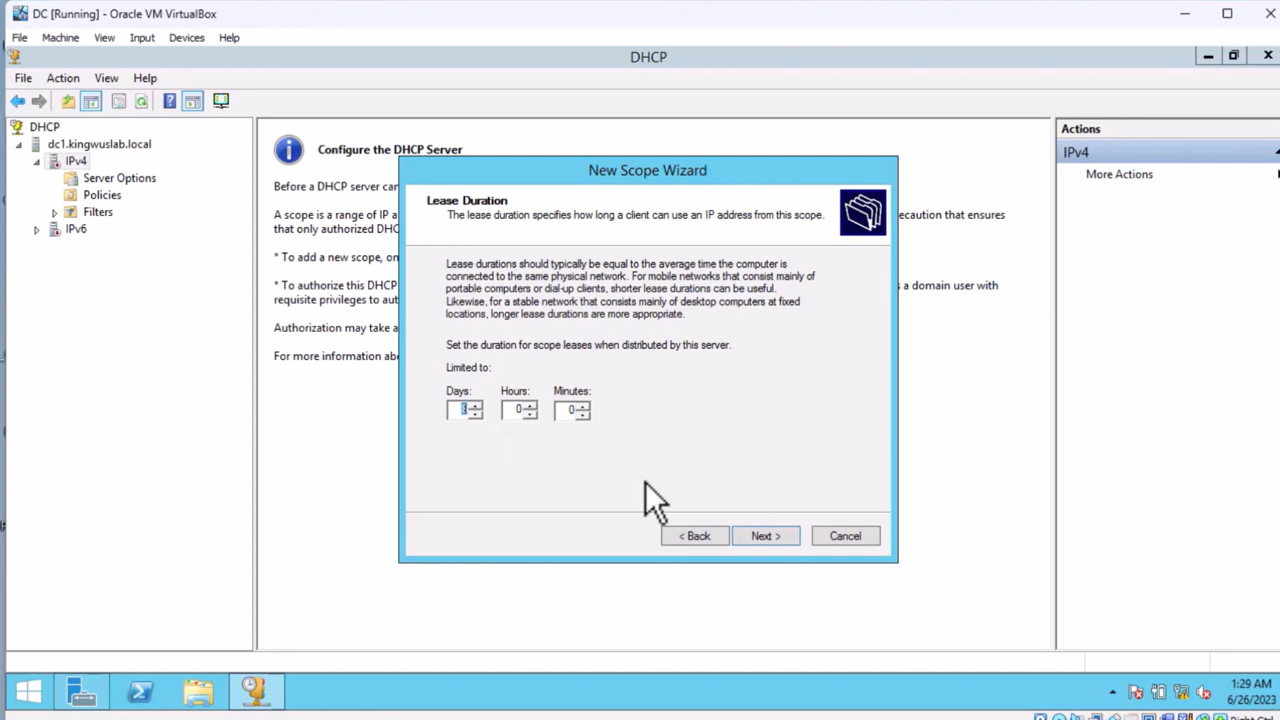 DC [Running] - Oracle VM VirtualBox
File Machine View Input Devices Help
DHCP
File Action View Help
DHCP
dc1.kingwuslab.local
IPv4
Server Options
Policies
Filters
IPv6
Configure the DHCP Server
Before a DHCP server can
A scope is a range of IP a
ecaution that ensures
that only authorized DHC
* To add a new scope, on
* To authorize this DHCP
s a domain user with
requisite privileges to aut
Authorization may take a
For more information abo
New Scope Wizard
Lease Duration
The lease duration specifies how long a client can use an IP address from this scope.
Lease durations should typically be equal to the average time the computer is
connected to the same physical network. For mobile networks that consist mainly of
portable computers or dial-up clients, shorter lease durations can be useful.
Likewise, for a stable network that consists mainly of desktop computers at fixed
locations, longer lease durations are more appropriate.
Set the duration for scope leases when distributed by this server.
Limited to:
Days: Hours: Minutes:
0 0
< Back Next > Cancel
Actions
IPv4
More Actions
1:29 AM
6/26/2023
Right Ctrl